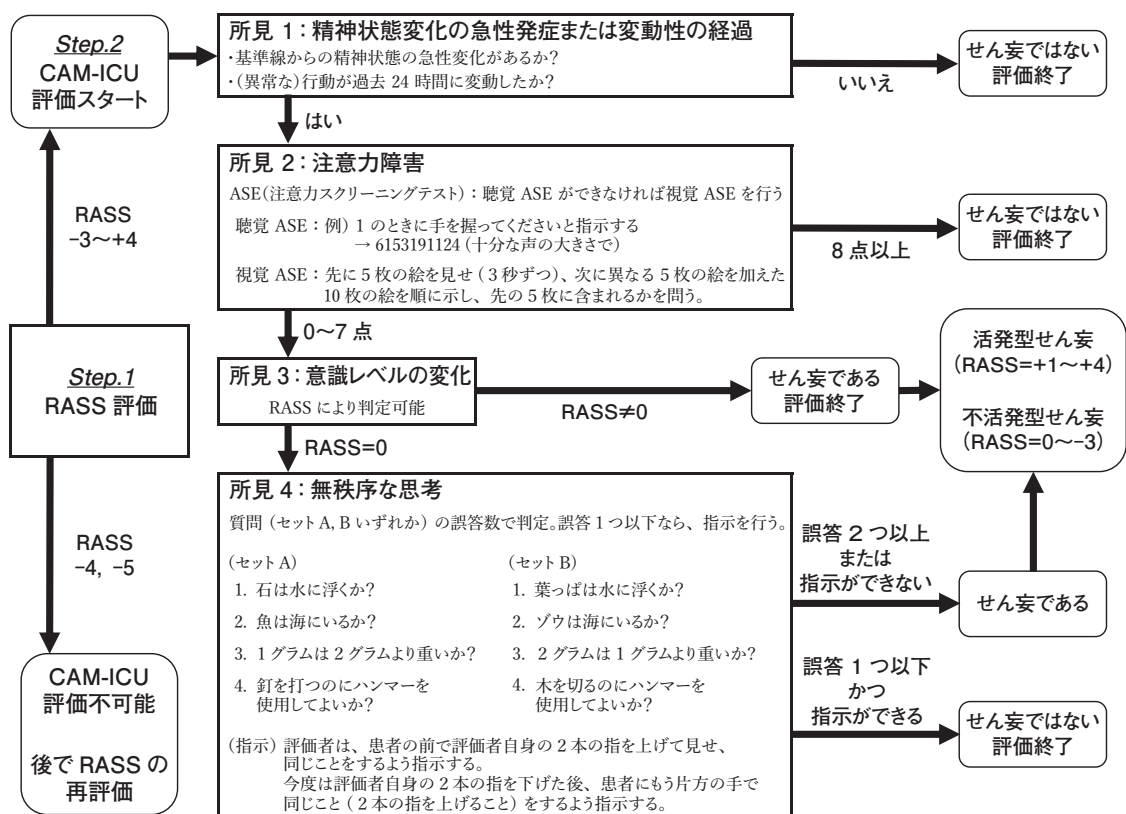 Step.2
CAM-ICU
評価スタート
所見 1：精神状態変化の急性発症または変動性の経過
・基準線からの精神状態の急性変化があるか？
・（異常な）行動が過去 24 時間に変動したか？
いいえ
せん妄ではない
評価終了
はい
RASS
-3～+4
所見 2：注意力障害
ASE（注意力スクリーニングテスト）：聴覚 ASE ができなければ視覚 ASE を行う
聴覚 ASE：例）1 のときに手を握ってくださいと指示する
→ 6153191124（十分な声の大きさで）
視覚 ASE：先に 5 枚の絵を見せ（3 秒ずつ）、次に異なる 5 枚の絵を加えた
10 枚の絵を順に示し、先の 5 枚に含まれるかを問う。
8 点以上
せん妄ではない
評価終了
0～7 点
Step.1
RASS 評価
所見 3：意識レベルの変化
RASS により判定可能
RASS≠0
せん妄である
評価終了
活発型せん妄
（RASS=+1～+4）
不活発型せん妄
（RASS=0～-3）
RASS=0
RASS
-4, -5
CAM-ICU
評価不可能
後で RASS の
再評価
所見 4：無秩序な思考
質問（セット A, B いずれか）の誤答数で判定。誤答 1 つ以下なら、指示を行う。
（セット A）
1. 石は水に浮くか？
2. 魚は海にいるか？
3. 1 グラムは 2 グラムより重いか？
4. 釘を打つのにハンマーを
使用してよいか？
（セット B）
1. 葉っぱは水に浮くか？
2. ゾウは海にいるか？
3. 2 グラムは 1 グラムより重いか？
4. 木を切るのにハンマーを
使用してよいか？
（指示）評価者は、患者の前で評価者自身の 2 本の指を上げて見せ、
同じことをするよう指示する。
今度は評価者自身の 2 本の指を下げた後、患者にもう片方の手で
同じこと（2 本の指を上げること）をするよう指示する。
誤答 2 つ以上
または
指示ができない
せん妄である
誤答 1 つ以下
かつ
指示ができる
せん妄ではない
評価終了